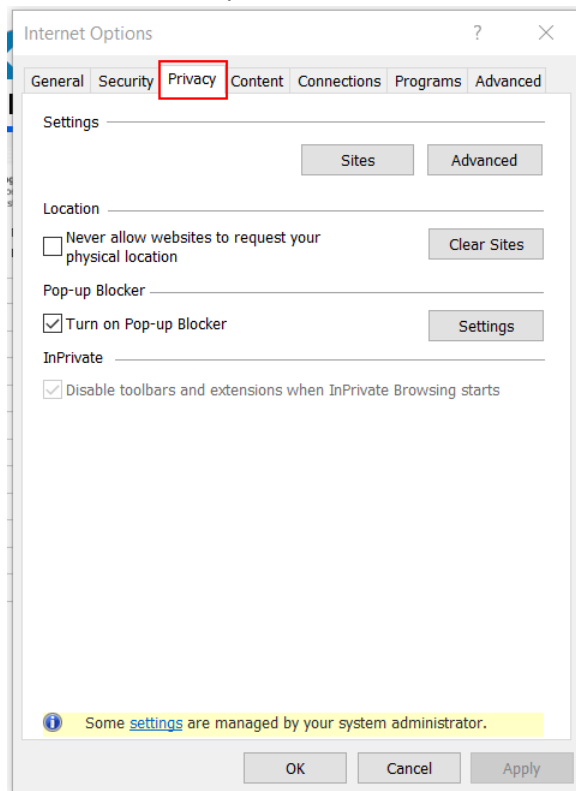 Internet Options ?
General Security Privacy Content Connections Programs Advanced
Settings
Sites Advanced
Location
Never allow websites to request your
physical location
Clear Sites
Pop-up Blocker
Turn on Pop-up Blocker Settings
InPrivate
Disable toolbars and extensions when InPrivate Browsing starts
Some settings are managed by your system administrator.
OK Cancel Apply